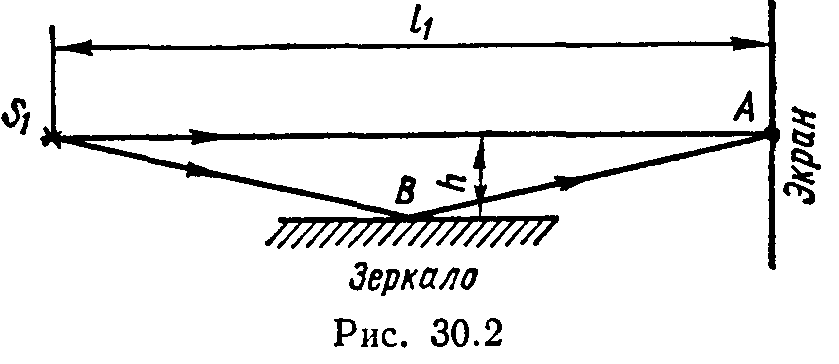 l₁
S₁
A
B
h
Экран
Зеркало
Рис. 30.2